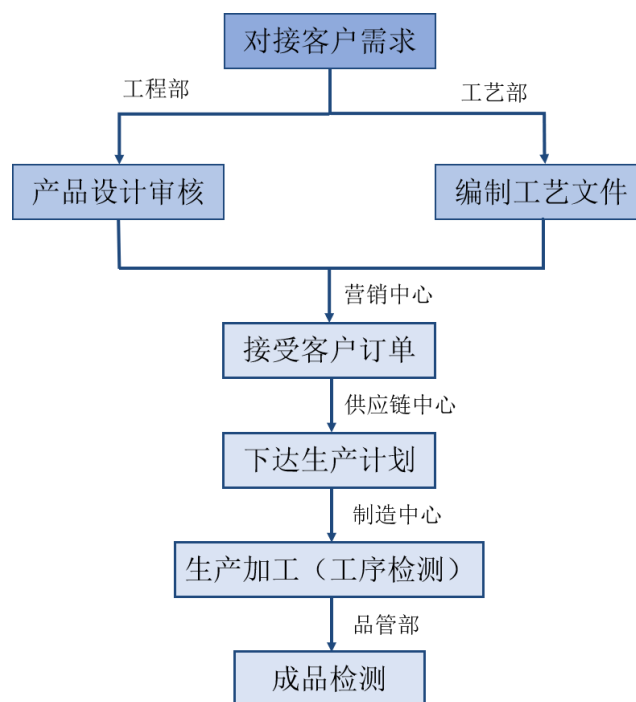 对接客户需求
工程部
工艺部
产品设计审核
编制工艺文件
营销中心
接受客户订单
供应链中心
下达生产计划
制造中心
生产加工（工序检测）
品管部
成品检测